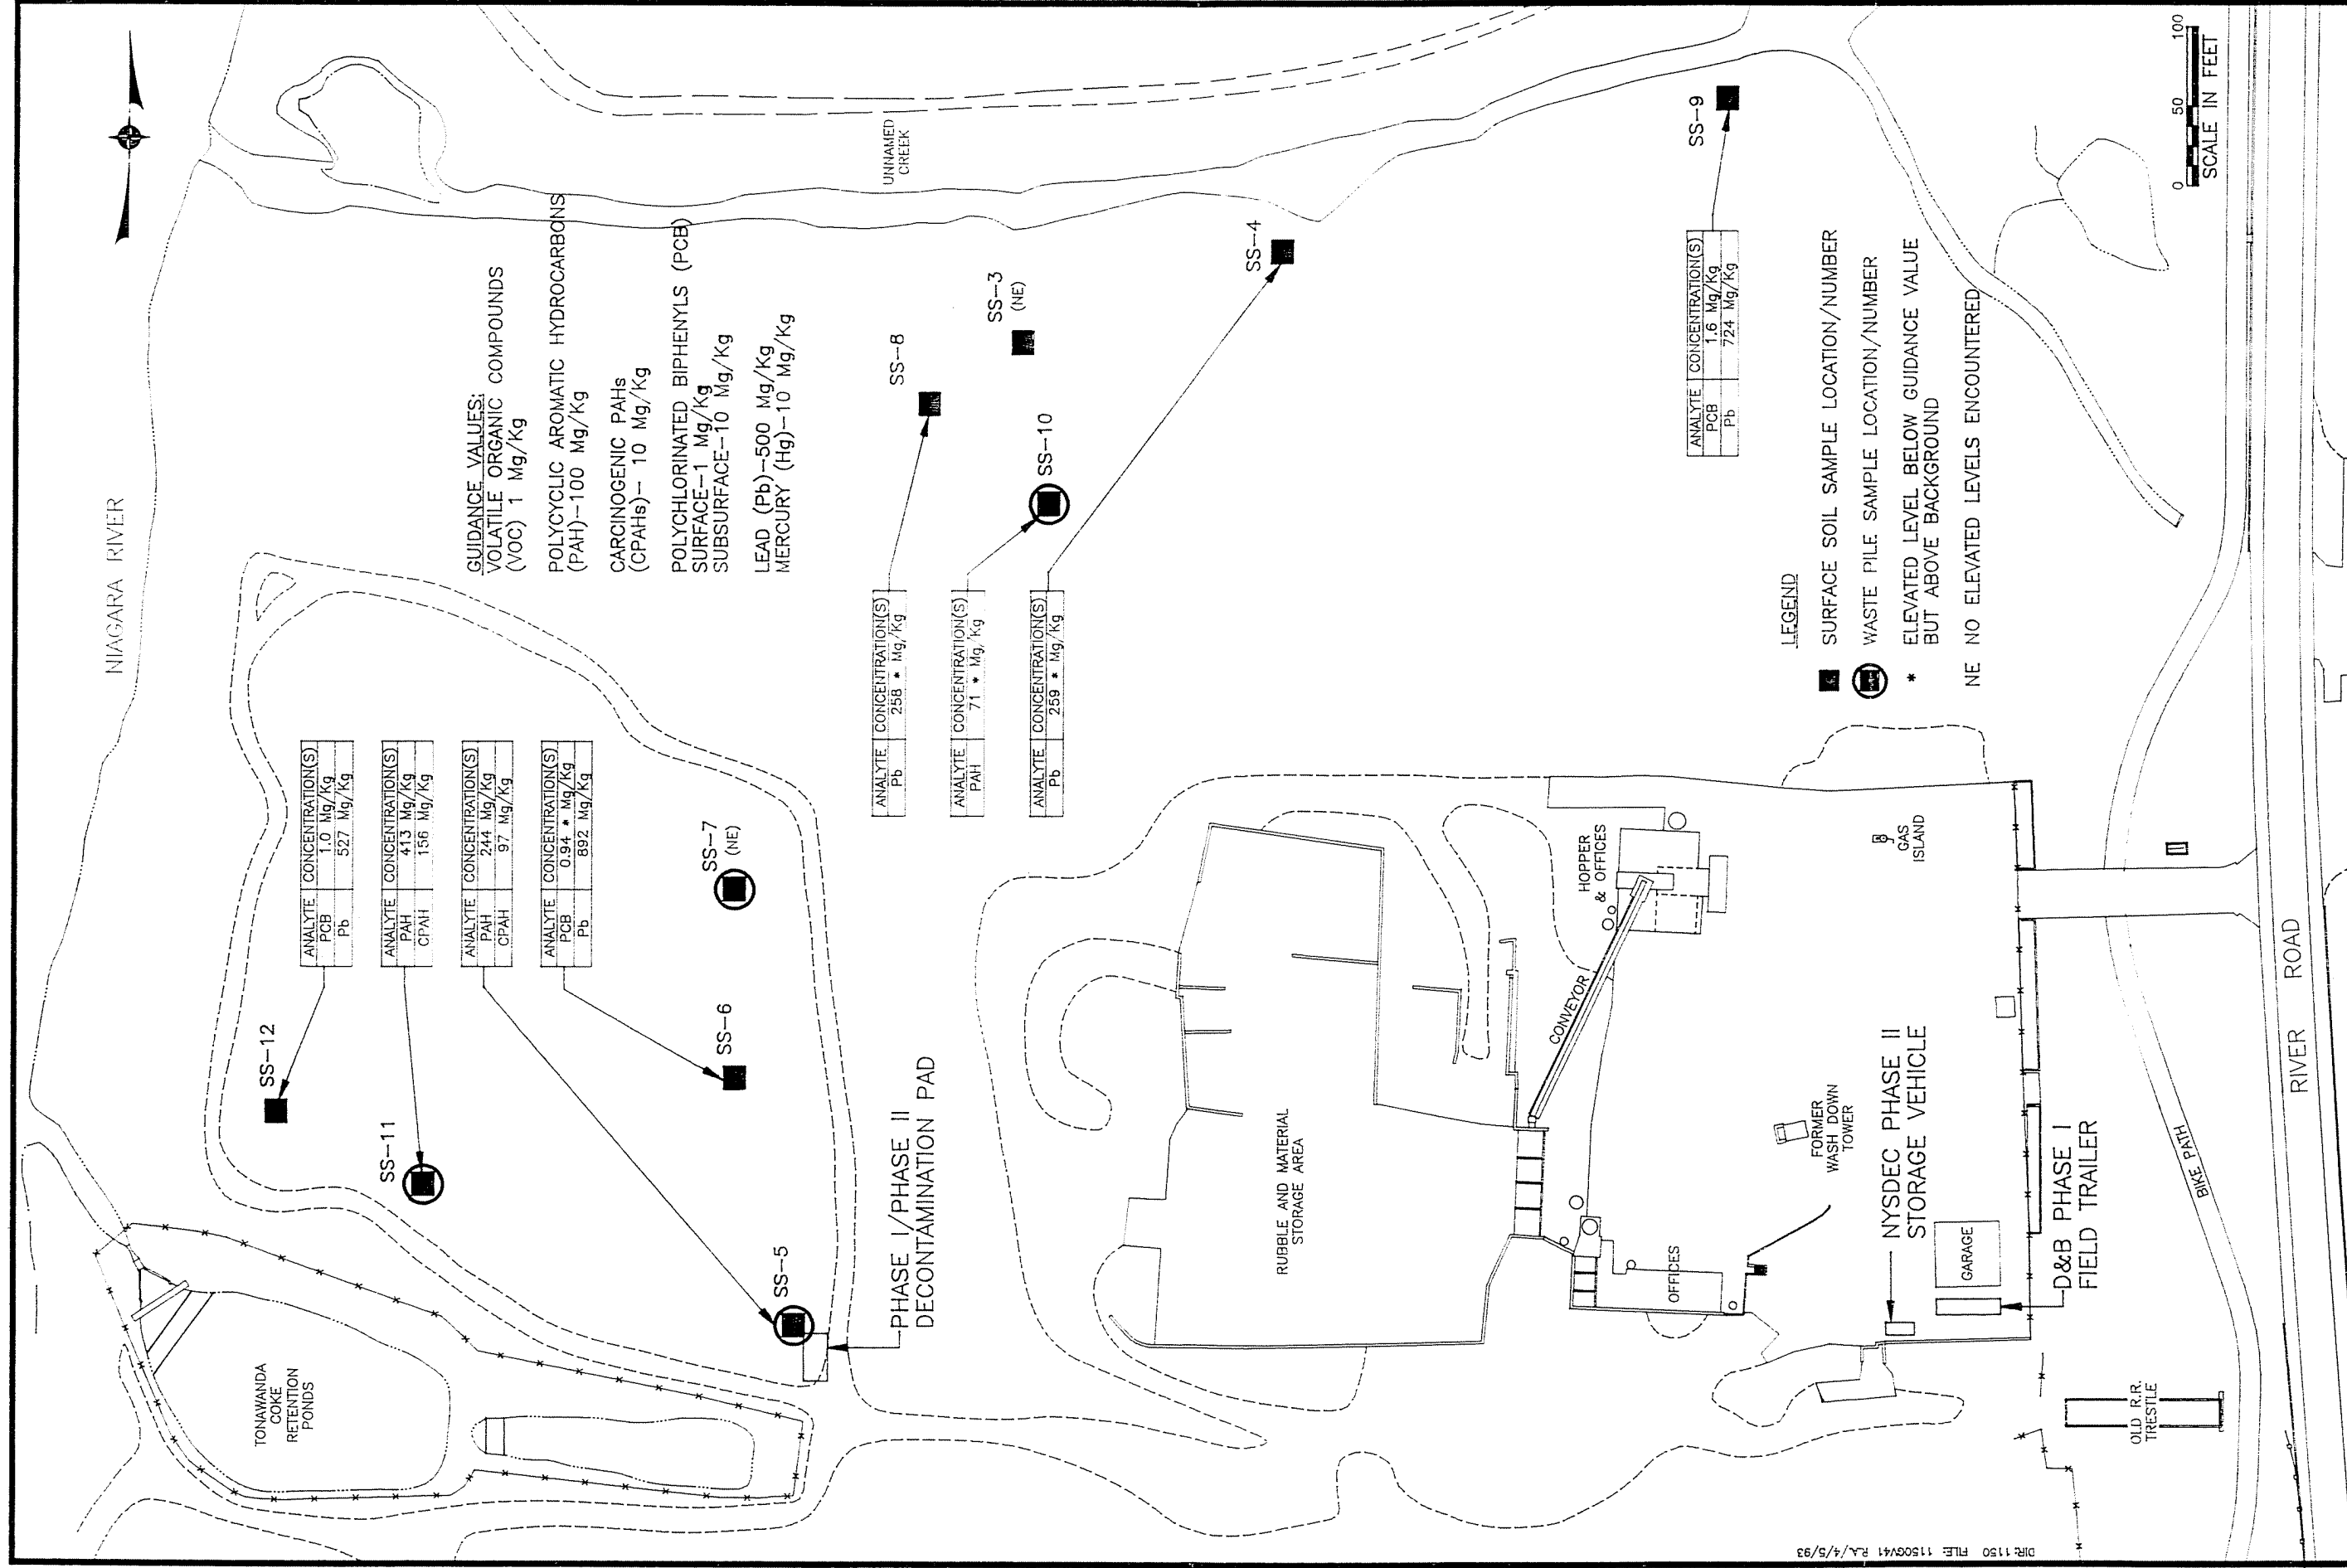 NIAGARA RIVER
UNNAMED
CREEK
GUIDANCE VALUES:
VOLATILE ORGANIC COMPOUNDS
(VOC) 1 Mg/Kg
POLYCYCLIC AROMATIC HYDROCARBONS
(PAH)-100 Mg/Kg
CARCINOGENIC PAHs
(CPAHs)- 10 Mg/Kg
POLYCHLORINATED BIPHENYLS (PCB)
SURFACE-1 Mg/Kg
SUBSURFACE-10 Mg/Kg
LEAD (Pb)-500 Mg/Kg
MERCURY (Hg)-10 Mg/Kg
ANALYTE CONCENTRATION(S)
PCB 1.0 Mg/Kg
Pb 527 Mg/Kg
SS-12
ANALYTE CONCENTRATION(S)
PAH 413 Mg/Kg
CPAH 156 Mg/Kg
SS-11
ANALYTE CONCENTRATION(S)
PAH 244 Mg/Kg
CPAH 97 Mg/Kg
SS-5
ANALYTE CONCENTRATION(S)
PCB 0.94 * Mg/Kg
Pb 892 Mg/Kg
SS-6
SS-7
(NE)
TONAWANDA
COKE
RETENTION
PONDS
PHASE I/PHASE II
DECONTAMINATION PAD
ANALYTE CONCENTRATION(S)
Pb 258 * Mg/Kg
SS-8
SS-3
(NE)
ANALYTE CONCENTRATION(S)
PAH 71 * Mg/Kg
SS-10
ANALYTE CONCENTRATION(S)
Pb 259 * Mg/Kg
SS-4
ANALYTE CONCENTRATION(S)
PCB 1.6 Mg/Kg
Pb 724 Mg/Kg
SS-9
RUBBLE AND MATERIAL
STORAGE AREA
CONVEYOR
HOPPER
& OFFICES
OFFICES
FORMER
WASH DOWN
TOWER
GAS
ISLAND
NYSDEC PHASE II
STORAGE VEHICLE
GARAGE
D&B PHASE I
FIELD TRAILER
OLD R.R.
TRESTLE
BIKE PATH
RIVER ROAD
LEGEND
SURFACE SOIL SAMPLE LOCATION/NUMBER
WASTE PILE SAMPLE LOCATION/NUMBER
* ELEVATED LEVEL BELOW GUIDANCE VALUE
BUT ABOVE BACKGROUND
NE NO ELEVATED LEVELS ENCOUNTERED
0 50 100
SCALE IN FEET
DIR: 1150 FILE: 1150GV41 R.A./4/5/93